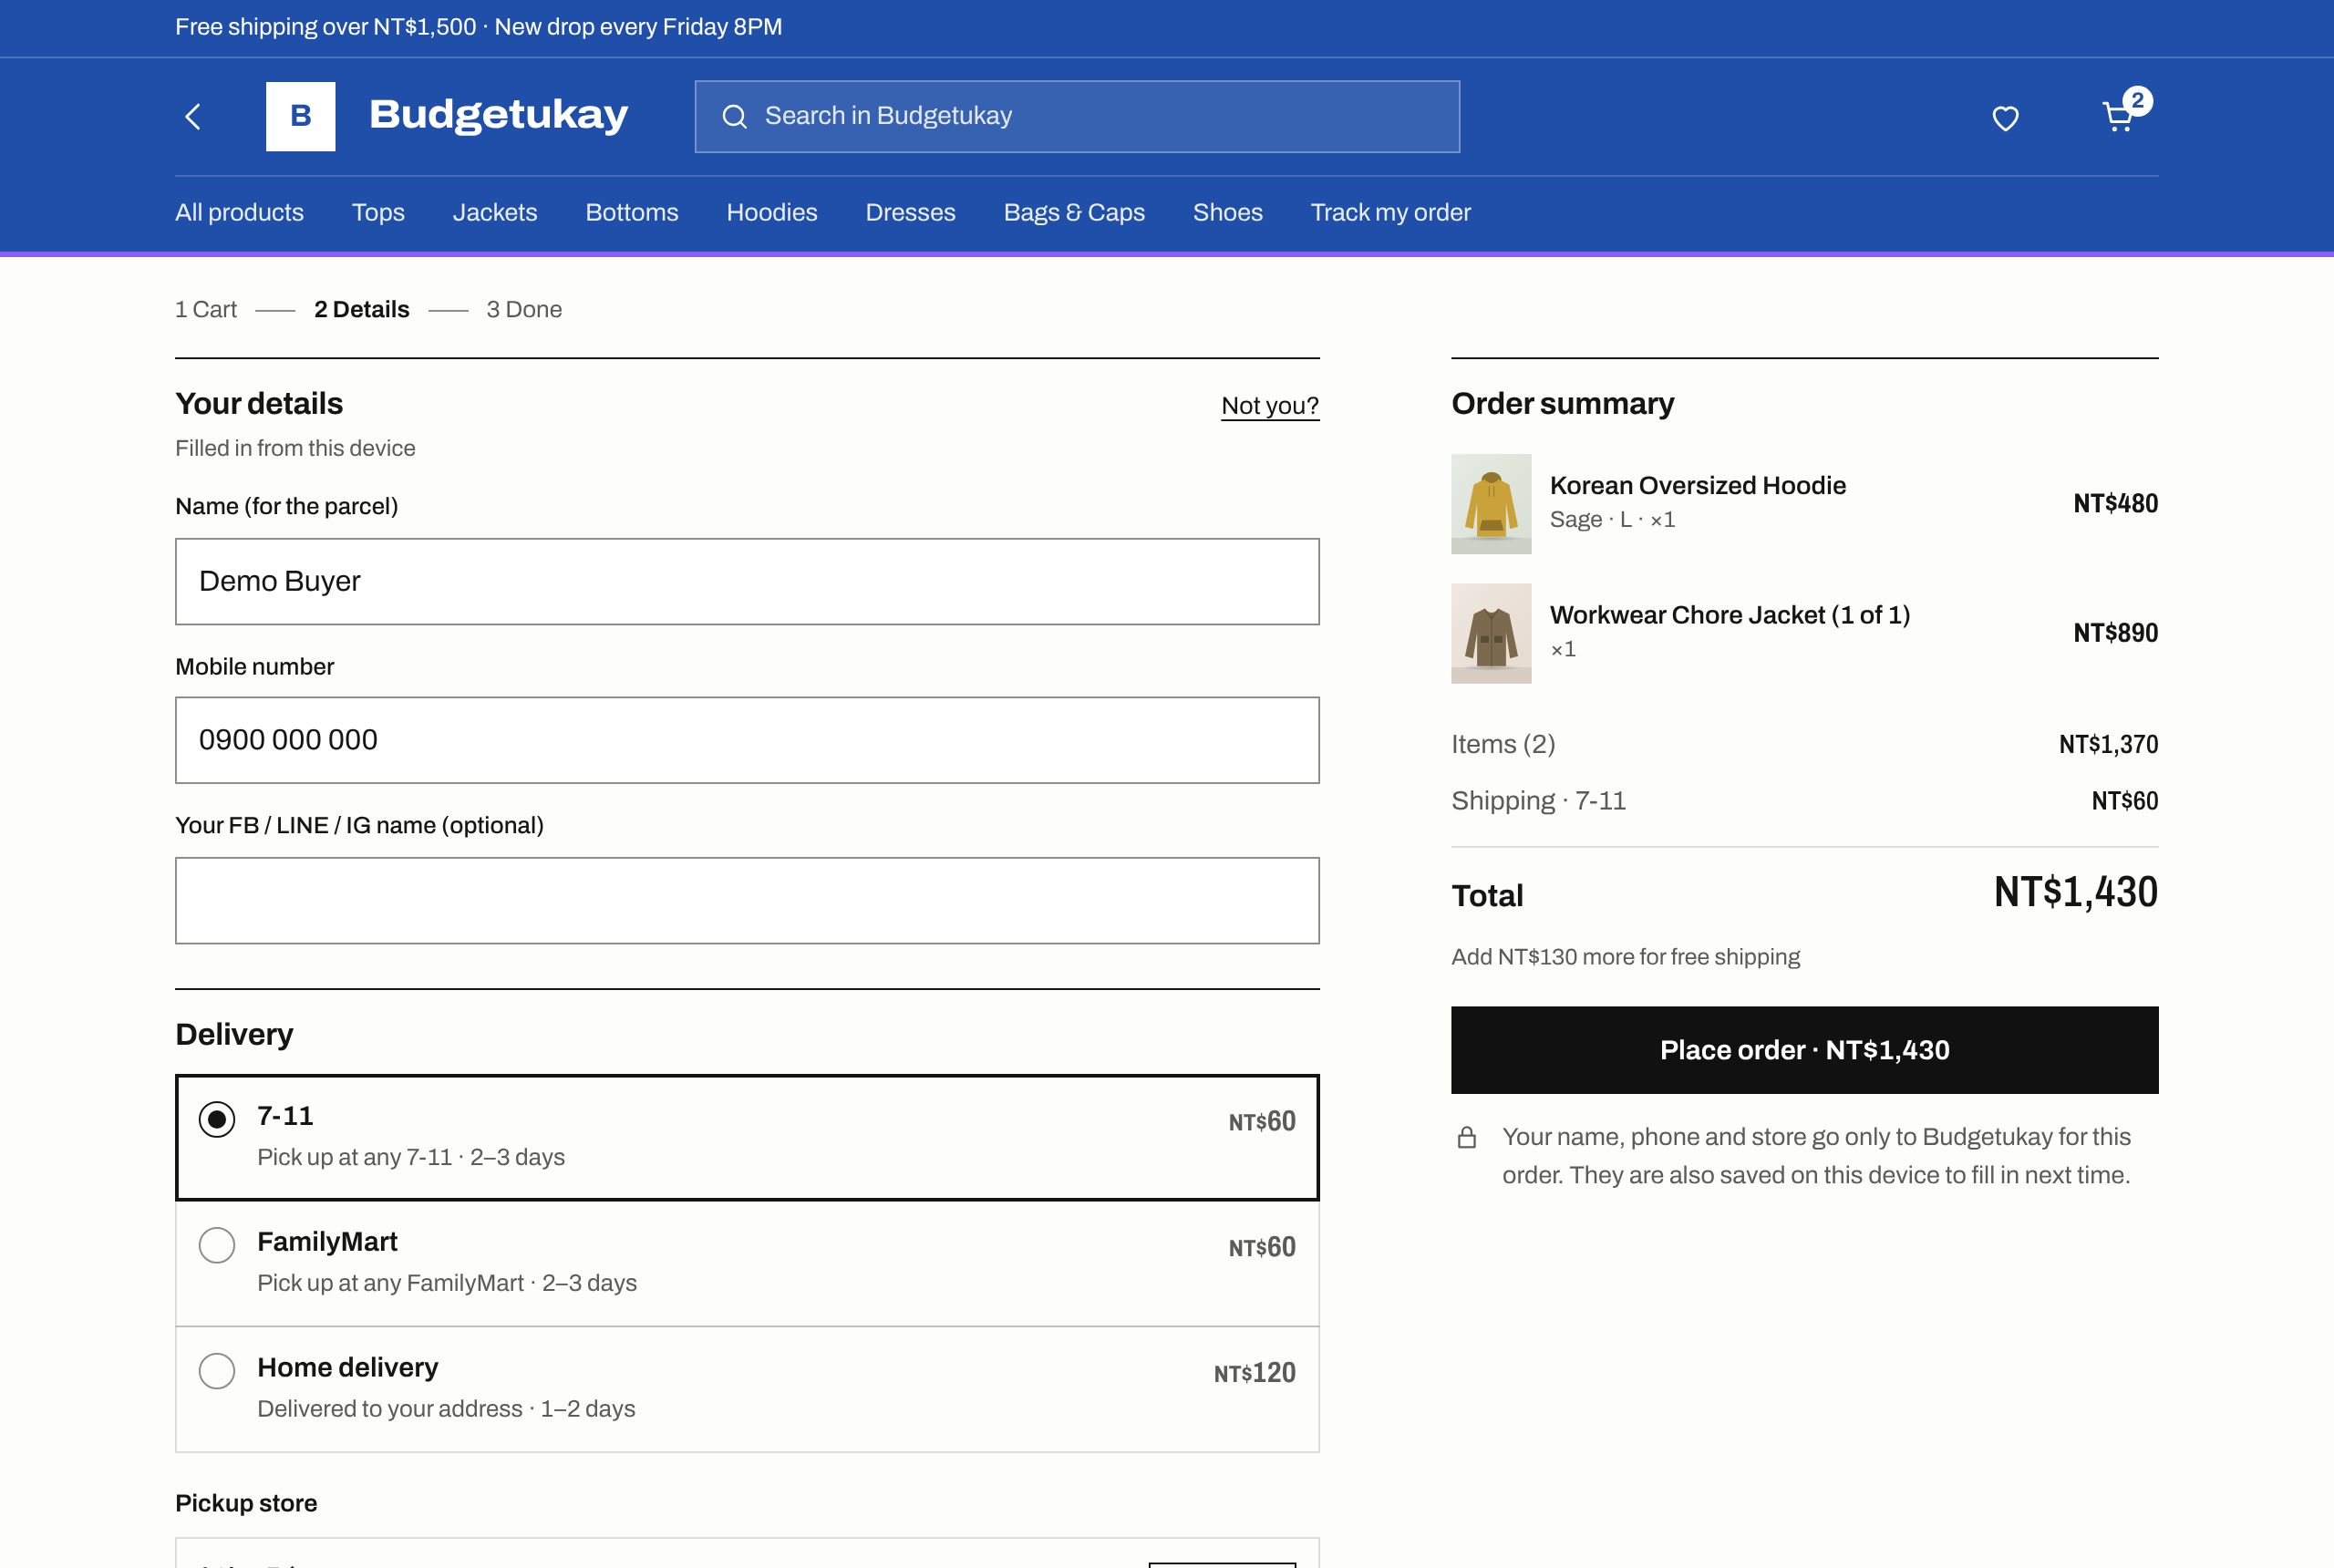 Free shipping over NT$1,500 · New drop every Friday 8PM
B
Budgetukay
Search in Budgetukay
2
All products Tops Jackets Bottoms Hoodies Dresses Bags & Caps Shoes Track my order
1 Cart — 2 Details — 3 Done
Your details
Not you?
Filled in from this device
Name (for the parcel)
Demo Buyer
Mobile number
0900 000 000
Your FB / LINE / IG name (optional)
Delivery
7-11
NT$60
Pick up at any 7-11 · 2–3 days
FamilyMart
NT$60
Pick up at any FamilyMart · 2–3 days
Home delivery
NT$120
Delivered to your address · 1–2 days
Pickup store
Order summary
Korean Oversized Hoodie
Sage · L · ×1
NT$480
Workwear Chore Jacket (1 of 1)
×1
NT$890
Items (2) NT$1,370
Shipping · 7-11 NT$60
Total NT$1,430
Add NT$130 more for free shipping
Place order · NT$1,430
Your name, phone and store go only to Budgetukay for this
order. They are also saved on this device to fill in next time.